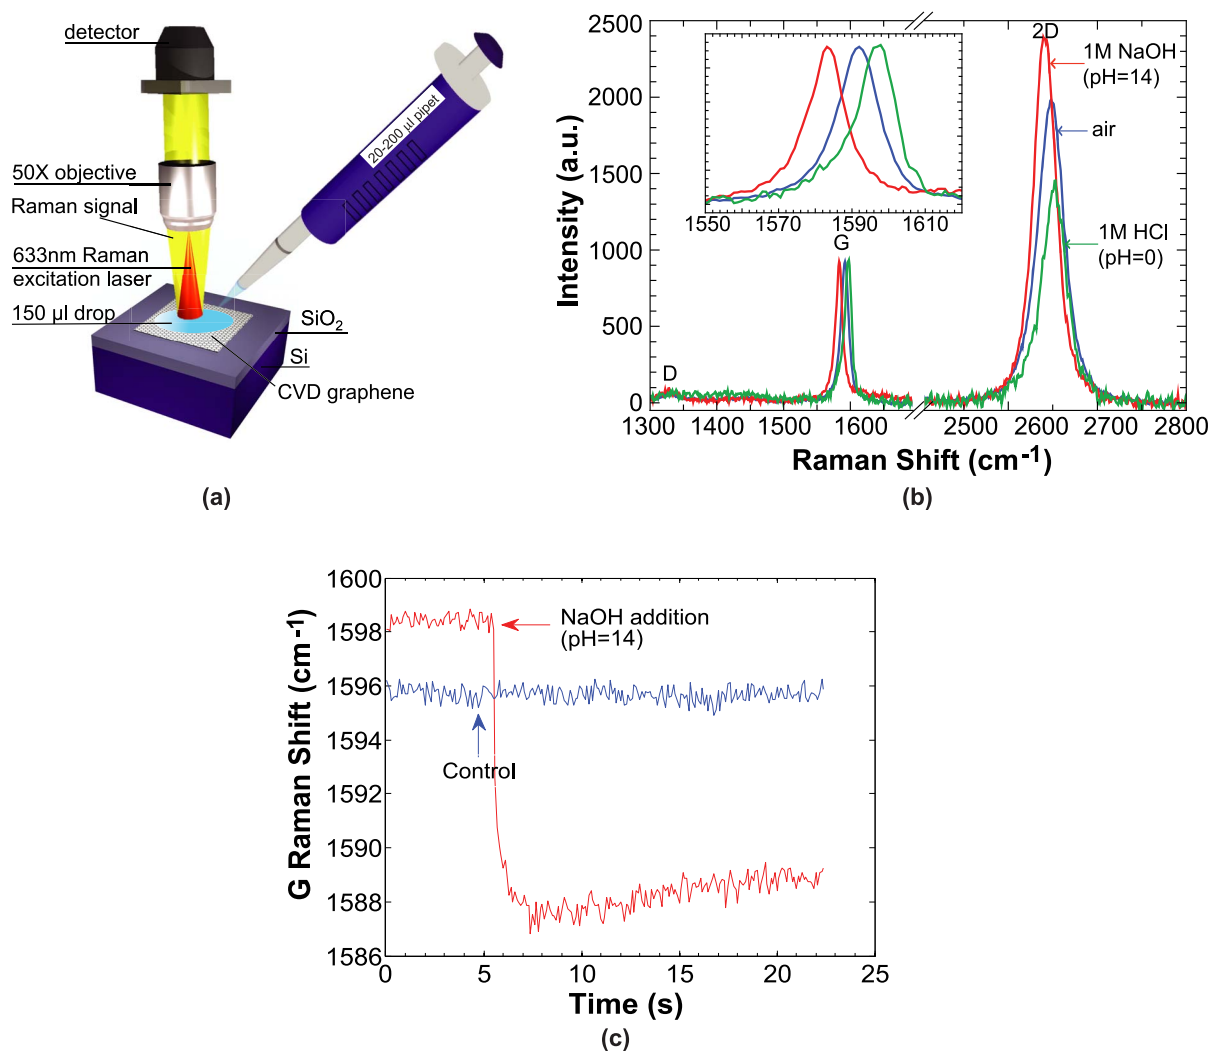 detector
20-200 µl pipet
50X objective
Raman signal
633nm Raman
excitation laser
150 µl drop
SiO2
Si
CVD graphene
(a)
2500
2000
1500
1000
500
0
Intensity (a.u.)
1550 1570 1590 1610
2D
1M NaOH
(pH=14)
air
1M HCl
(pH=0)
G
D
1300 1400 1500 1600 2500 2600 2700 2800
Raman Shift (cm-1)
(b)
1600
1598
1596
1594
1592
1590
1588
1586
G Raman Shift (cm-1)
NaOH addition
(pH=14)
Control
0 5 10 15 20 25
Time (s)
(c)